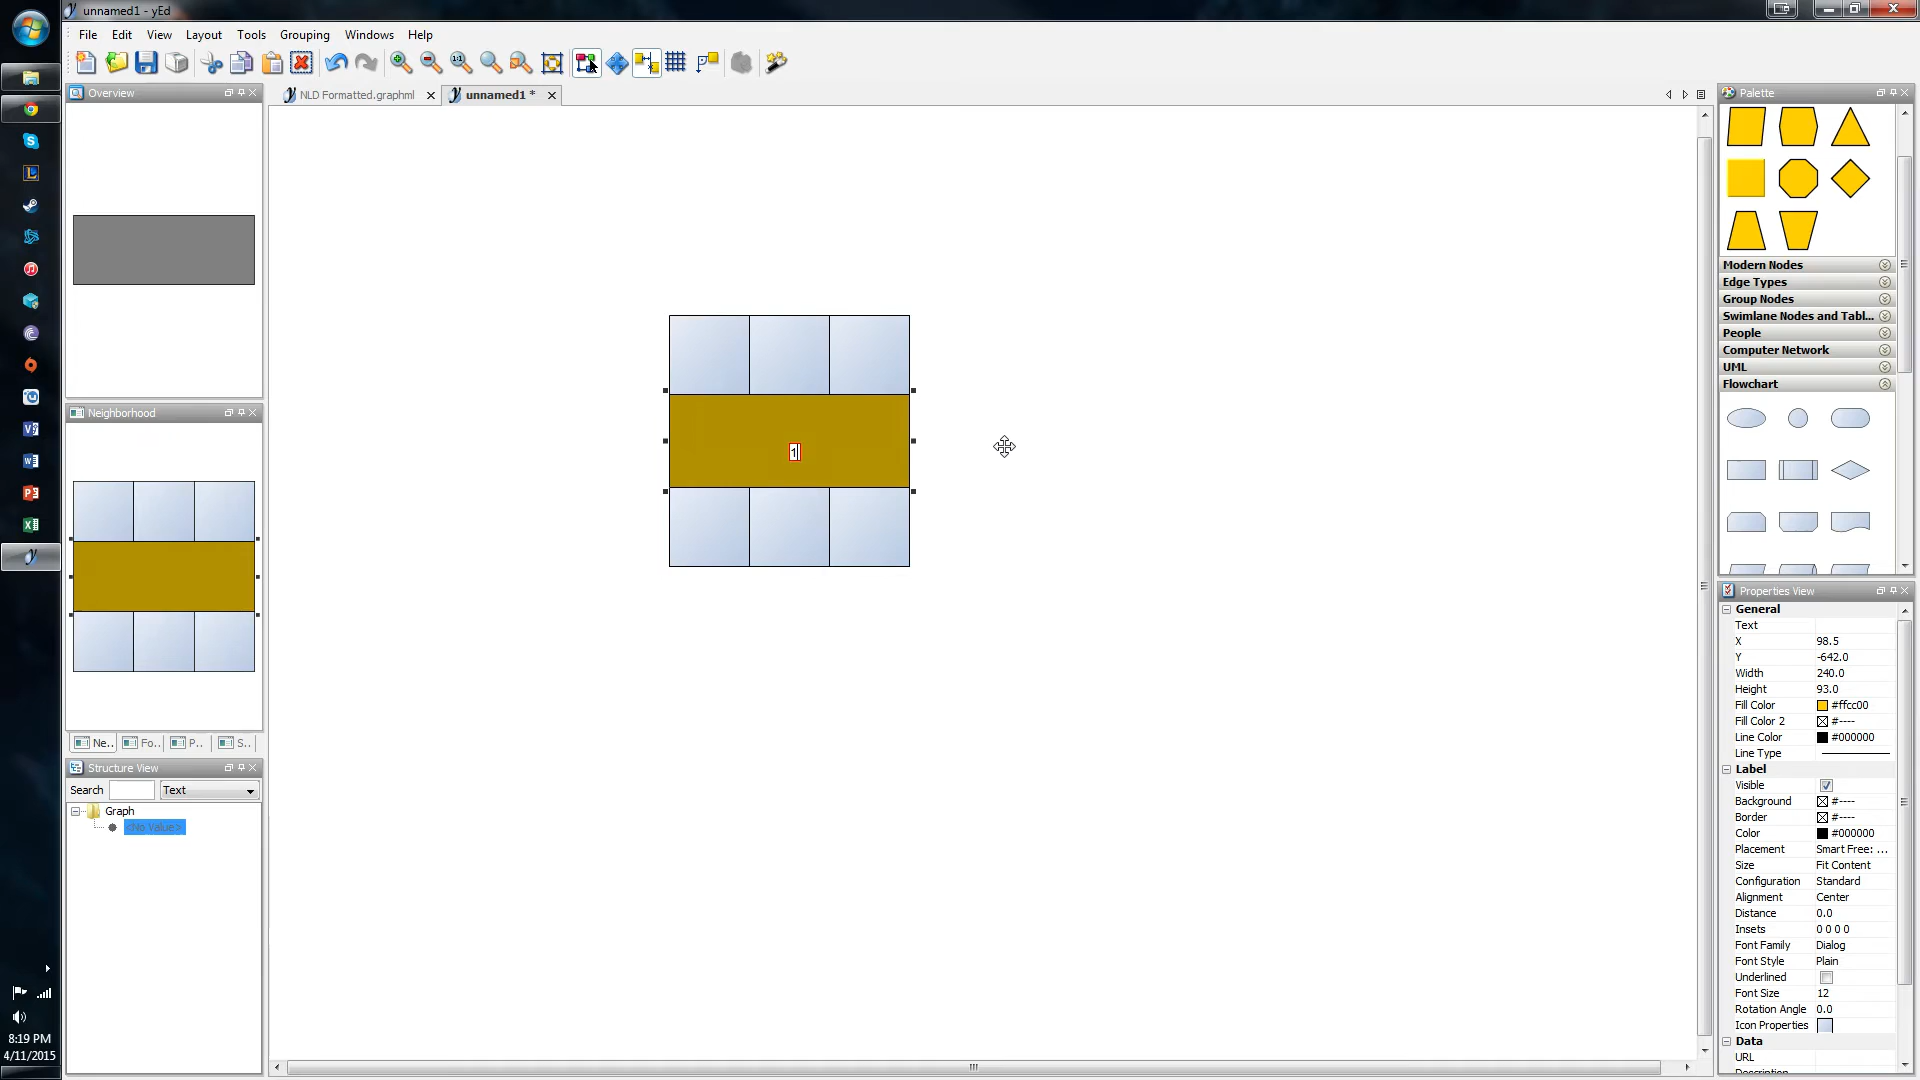 unnamed1 - yEd
File Edit View Layout Tools Grouping Windows Help
Overview
NLD Formatted.graphml
unnamed1 *
Palette
Modern Nodes
Edge Types
Group Nodes
Swimlane Nodes and Tabl...
People
Computer Network
UML
Flowchart
1
Neighborhood
Ne.. Fo.. P.. S..
Structure View
Search Text
Graph
<No Value>
Properties View
General
Text
X 98.5
Y -642.0
Width 240.0
Height 93.0
Fill Color #ffcc00
Fill Color 2 #----
Line Color #000000
Line Type
Label
Visible
Background #----
Border #----
Color #000000
Placement Smart Free: ...
Size Fit Content
Configuration Standard
Alignment Center
Distance 0.0
Insets 0 0 0 0
Font Family Dialog
Font Style Plain
Underlined
Font Size 12
Rotation Angle 0.0
Icon Properties
Data
URL
8:19 PM
4/11/2015